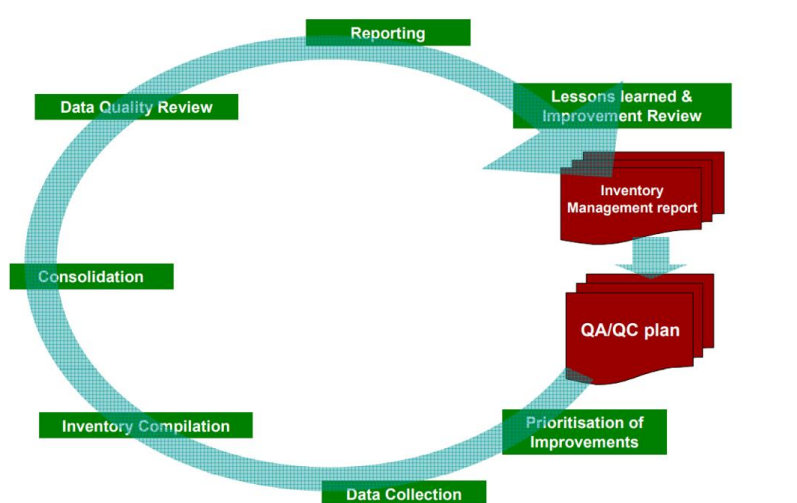 Reporting
Data Quality Review
Lessons learned &
Improvement Review
Inventory
Management report
Consolidation
QA/QC plan
Inventory Compilation
Prioritisation of
Improvements
Data Collection